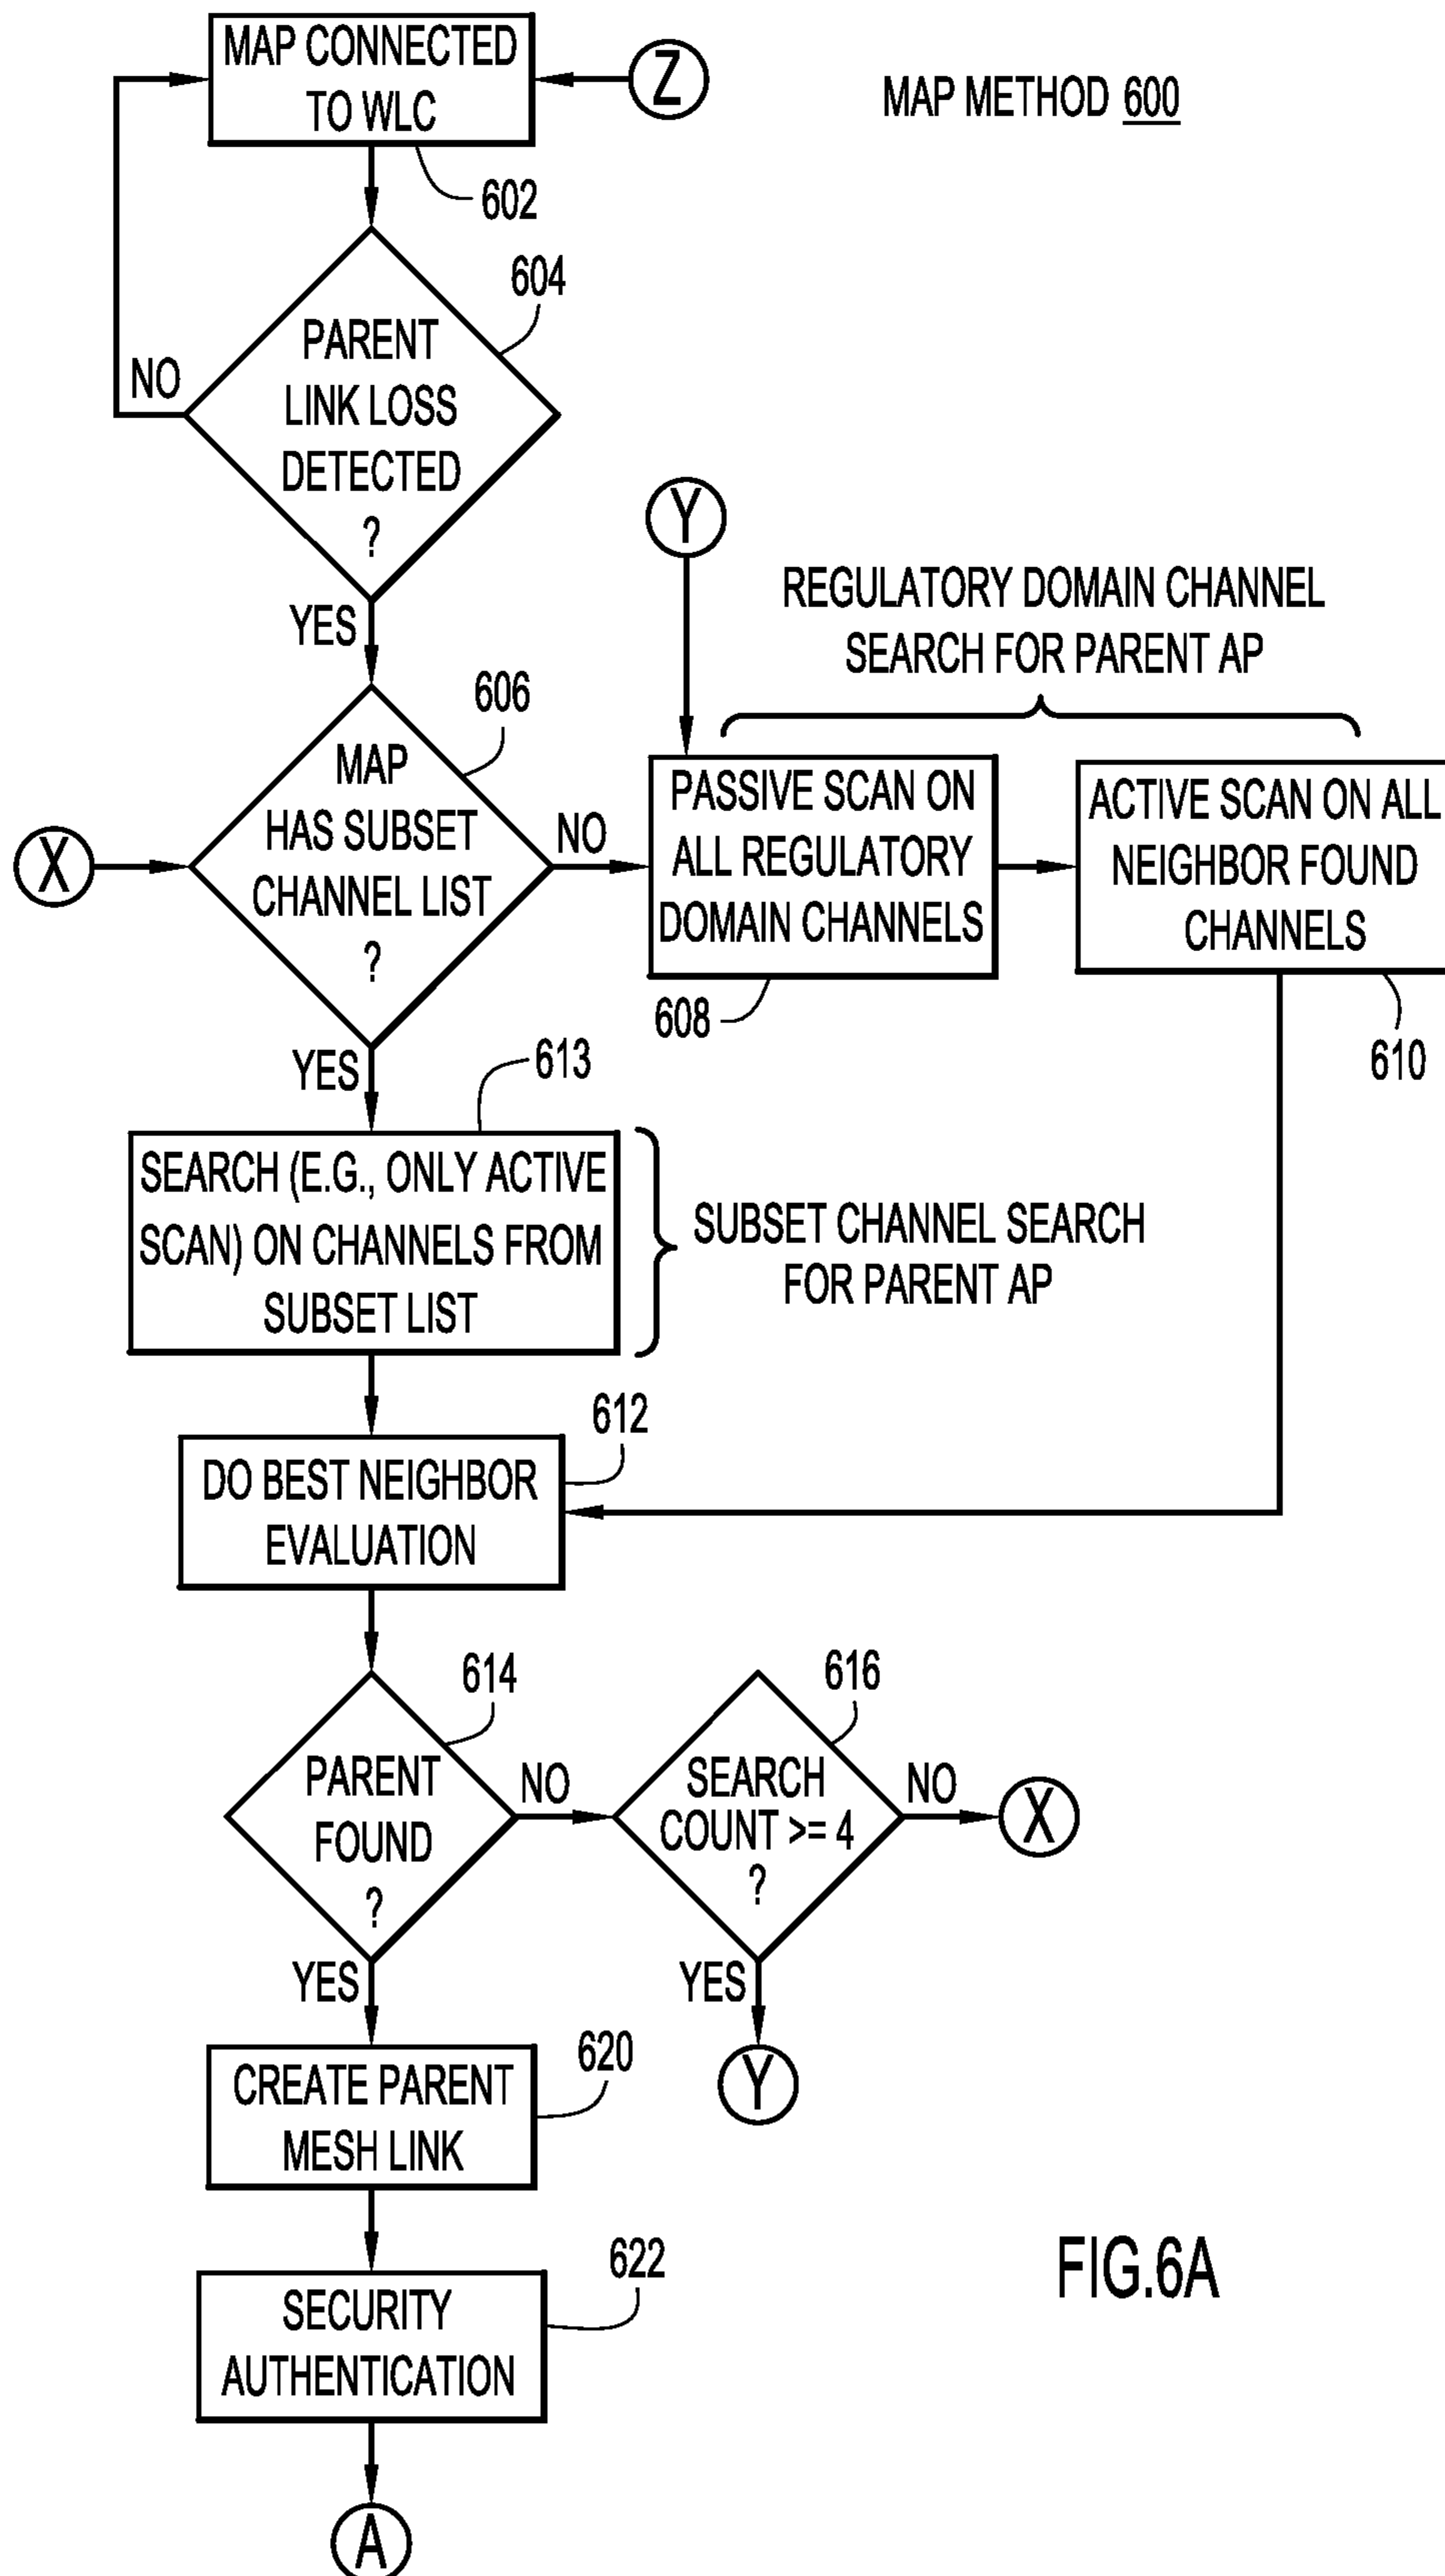 MAP CONNECTED
TO WLC
Z
MAP METHOD 600
602
604
PARENT
LINK LOSS
DETECTED
?
NO
YES
Y
REGULATORY DOMAIN CHANNEL
SEARCH FOR PARENT AP
606
MAP
HAS SUBSET
CHANNEL LIST
?
X
NO
PASSIVE SCAN ON
ALL REGULATORY
DOMAIN CHANNELS
608
ACTIVE SCAN ON ALL
NEIGHBOR FOUND
CHANNELS
610
YES
613
SEARCH (E.G., ONLY ACTIVE
SCAN) ON CHANNELS FROM
SUBSET LIST
SUBSET CHANNEL SEARCH
FOR PARENT AP
612
DO BEST NEIGHBOR
EVALUATION
614
PARENT
FOUND
?
NO
616
SEARCH
COUNT >= 4
?
NO
X
YES
YES
Y
620
CREATE PARENT
MESH LINK
622
SECURITY
AUTHENTICATION
A
FIG.6A